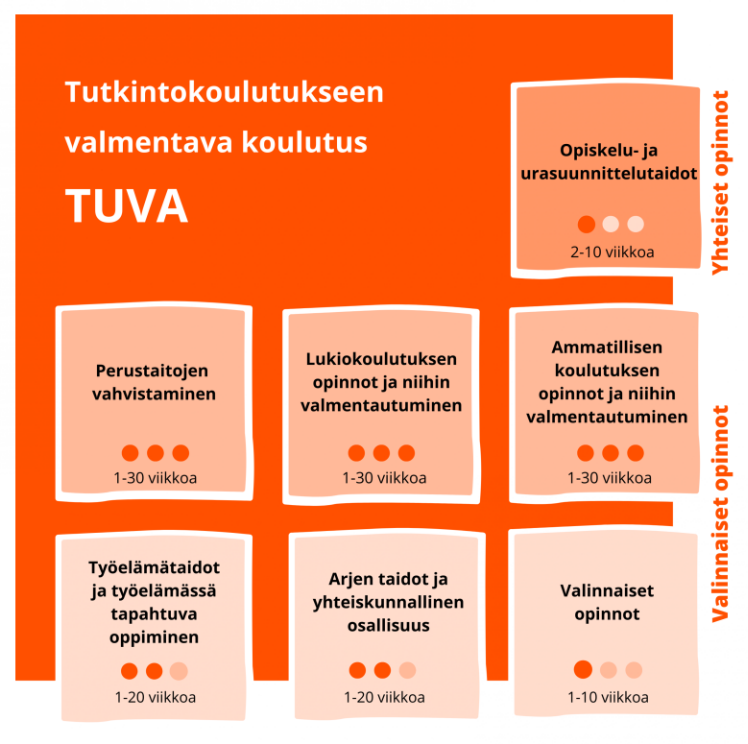 Tutkintokoulutukseen
valmentava koulutus
TUVA
Opiskelu- ja
urasuunnittelutaidot
2-10 viikkoa
Yhteiset opinnot
Perustaitojen
vahvistaminen
1-30 viikkoa
Lukiokoulutuksen
opinnot ja niihin
valmentautuminen
1-30 viikkoa
Ammatillisen
koulutuksen
opinnot ja niihin
valmentautuminen
1-30 viikkoa
Työelämätaidot
ja työelämässä
tapahtuva
oppiminen
1-20 viikkoa
Arjen taidot ja
yhteiskunnallinen
osallisuus
1-20 viikkoa
Valinnaiset
opinnot
1-10 viikkoa
Valinnaiset opinnot